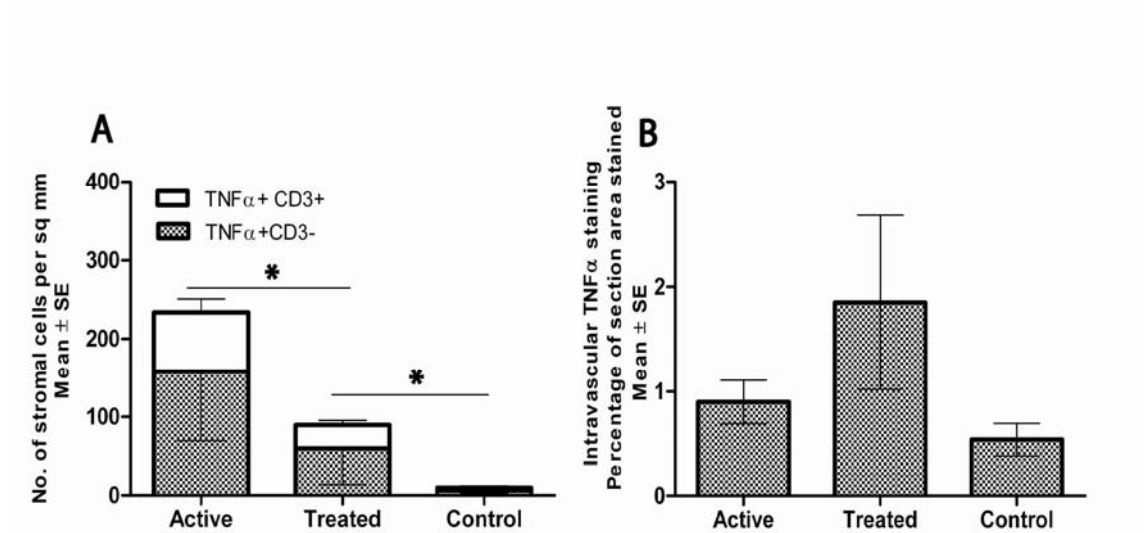 A
No. of stromal cells per sq mm
Mean ± SE
400
300
200
100
0
TNFα+ CD3+
TNFα+CD3-
*
*
Active Treated Control
B
Intravascular TNFα staining
Percentage of section area stained
Mean ± SE
3
2
1
0
Active Treated Control